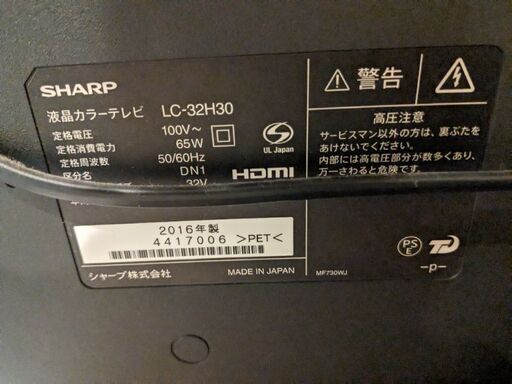 SHARP
液晶カラーテレビ LC-32H30
定格電圧 100V～
定格消費電力 65W
定格周波数 50/60Hz
区分名 DN1
32V
UL Japan
HDMI
警告
高圧注意
サービスマン以外の方は、裏ぶたを
あけないでください。
内部には高電圧部分が数多くあり、
万一さわると危険です。
2016年製
4417006 >PET<
シャープ株式会社
MADE IN JAPAN
MF730WJ
PS
E
-p-